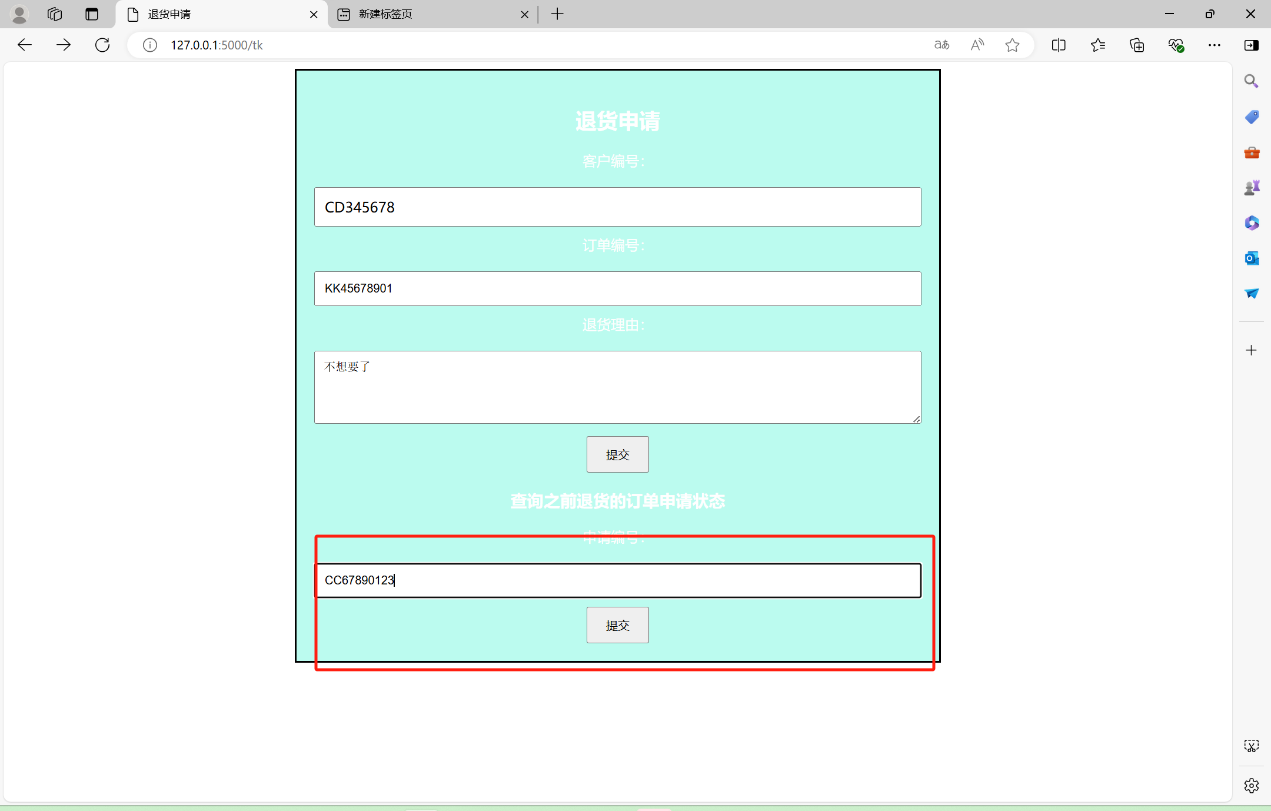 退货申请
新建标签页
127.0.0.1:5000/tk
aあ
退货申请
客户编号：
CD345678
订单编号：
KK45678901
退货理由：
不想要了
提交
查询之前退货的订单申请状态
申请编号：
CC67890123
提交